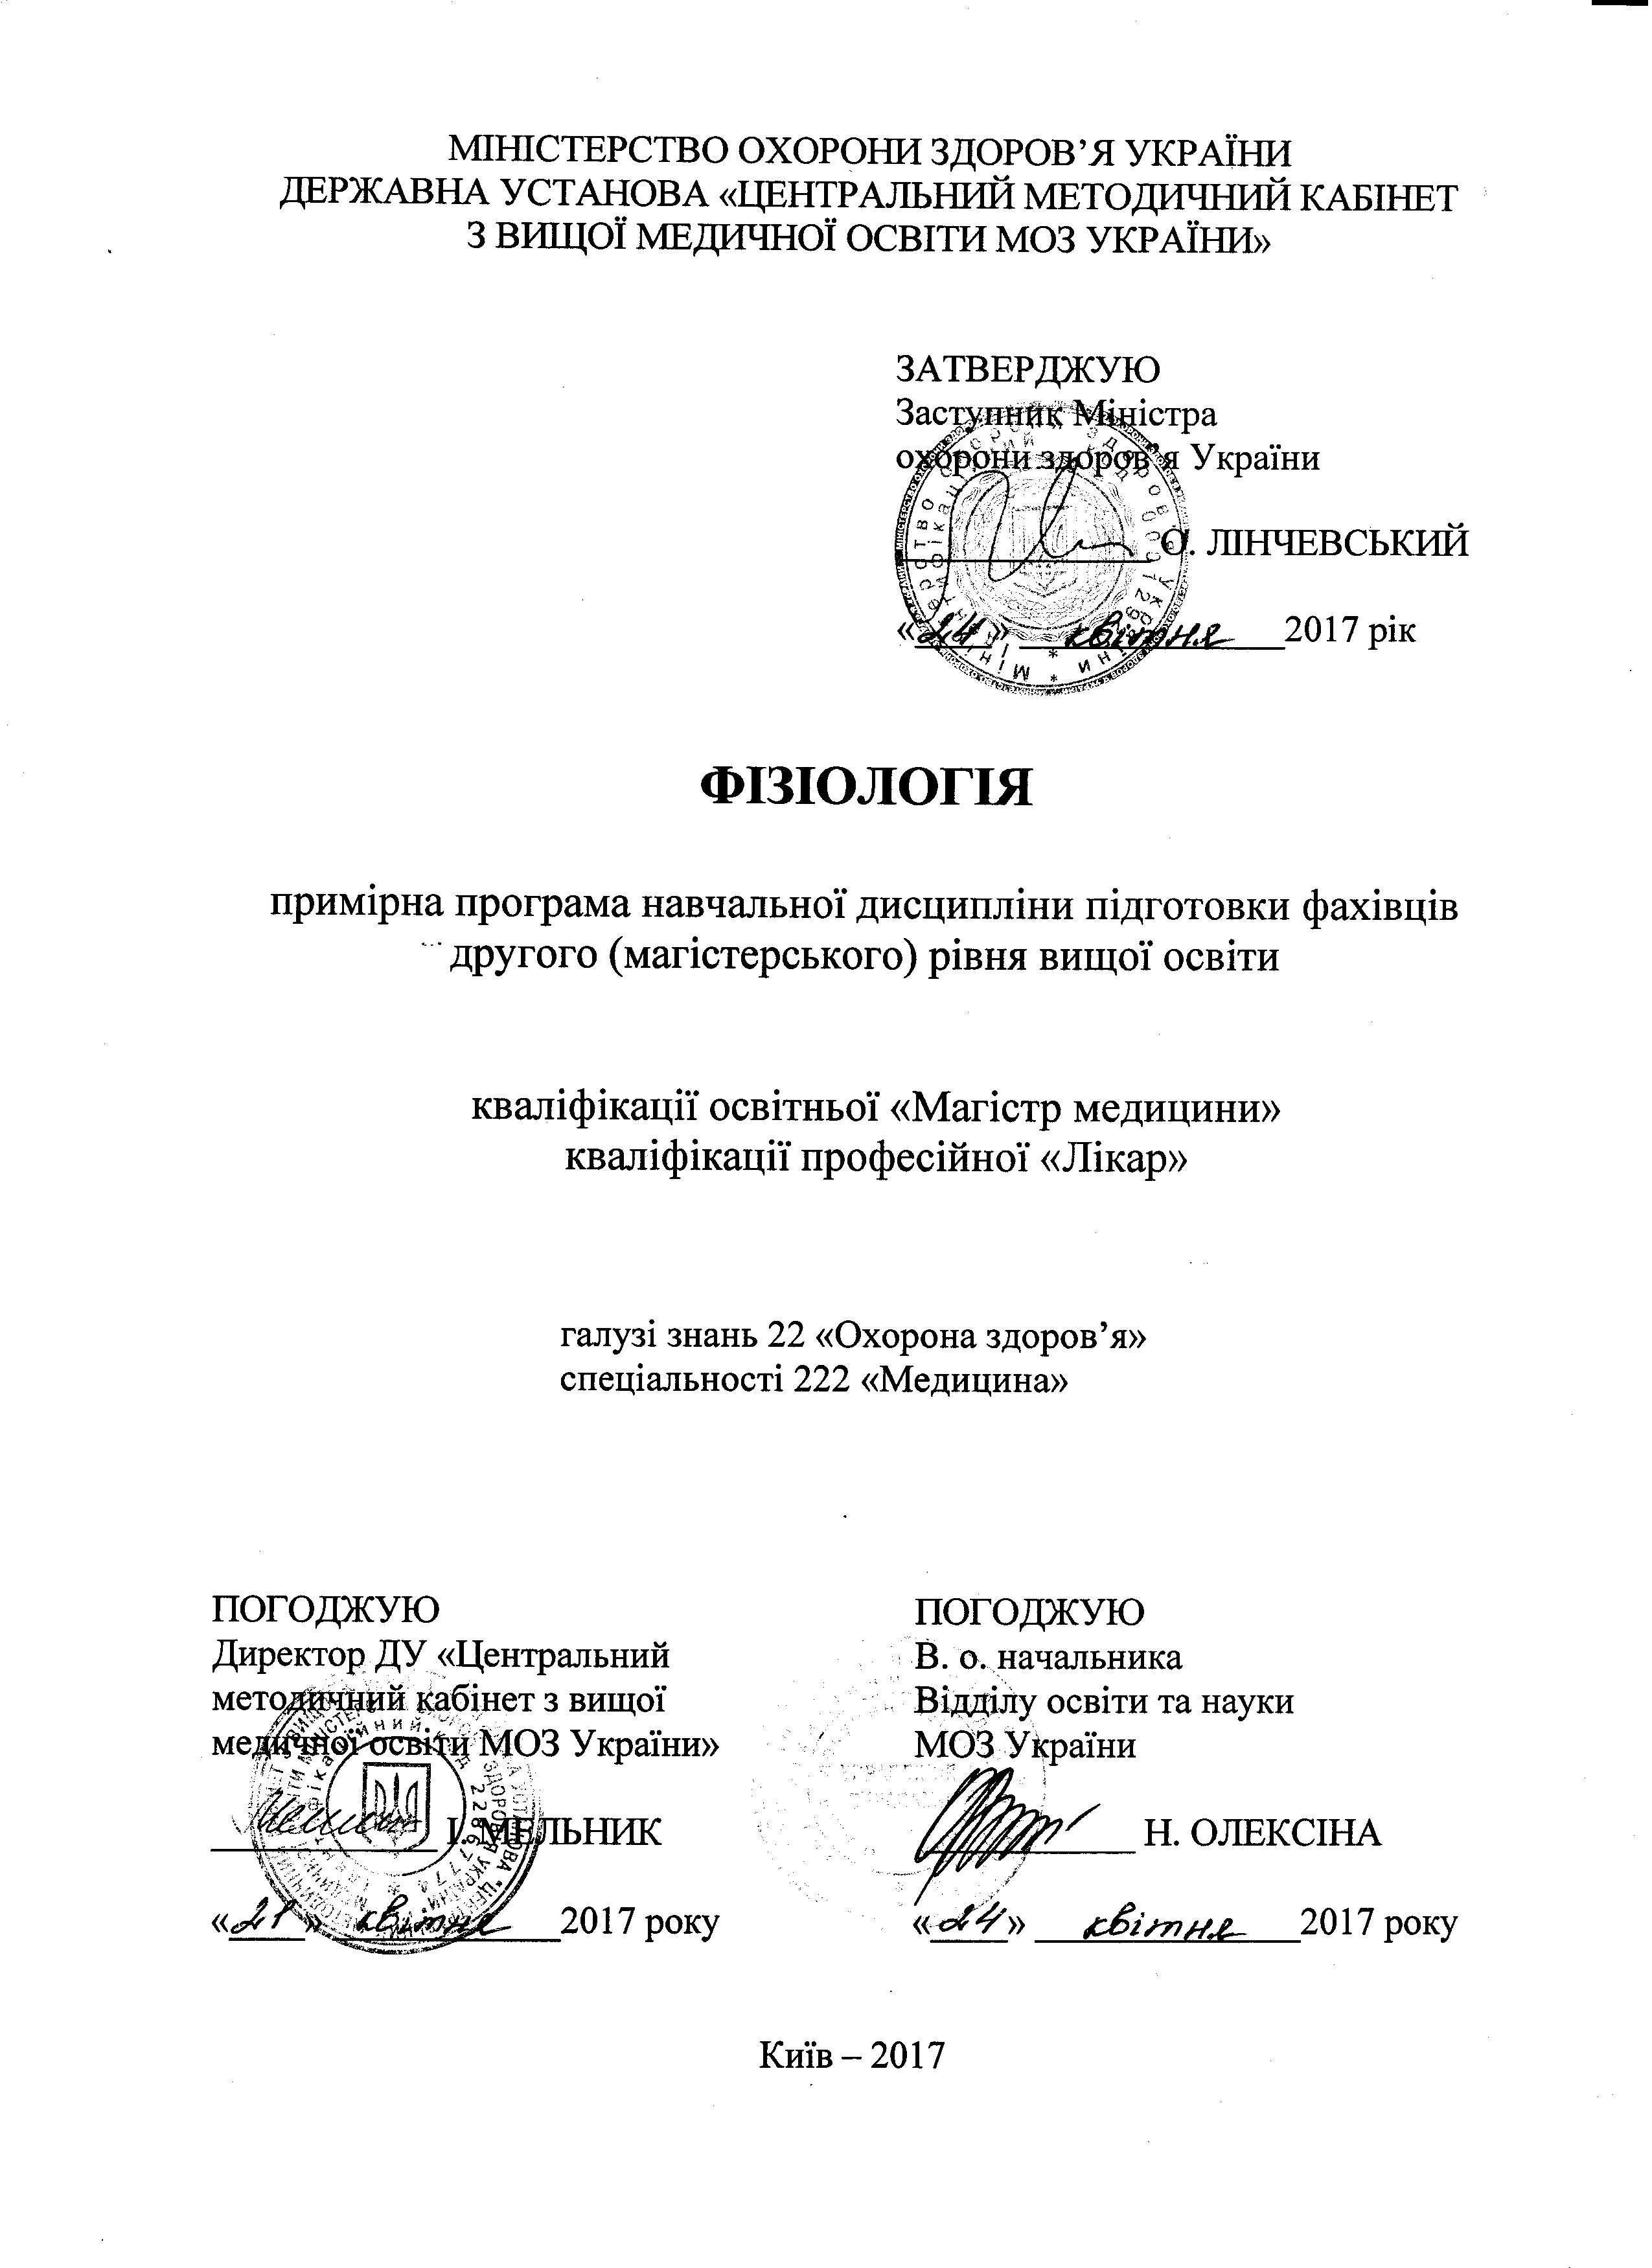 МІНІСТЕРСТВО ОХОРОНИ ЗДОРОВ’Я УКРАЇНИ
ДЕРЖАВНА УСТАНОВА «ЦЕНТРАЛЬНИЙ МЕТОДИЧНИЙ КАБІНЕТ
З ВИЩОЇ МЕДИЧНОЇ ОСВІТИ МОЗ УКРАЇНИ»
ЗАТВЕРДЖУЮ
Заступник Міністра
охорони здоров’я України
О. ЛІНЧЕВСЬКИЙ
«24» квітня 2017 рік
ФІЗІОЛОГІЯ
примірна програма навчальної дисципліни підготовки фахівців
другого (магістерського) рівня вищої освіти
кваліфікації освітньої «Магістр медицини»
кваліфікації професійної «Лікар»
галузі знань 22 «Охорона здоров’я»
спеціальності 222 «Медицина»
ПОГОДЖУЮ
Директор ДУ «Центральний
методичний кабінет з вищої
медичної освіти МОЗ України»
І. МЕЛЬНИК
«21» квітня 2017 року
ПОГОДЖУЮ
В. о. начальника
Відділу освіти та науки
МОЗ України
Н. ОЛЕКСІНА
«24» квітня 2017 року
Київ – 2017